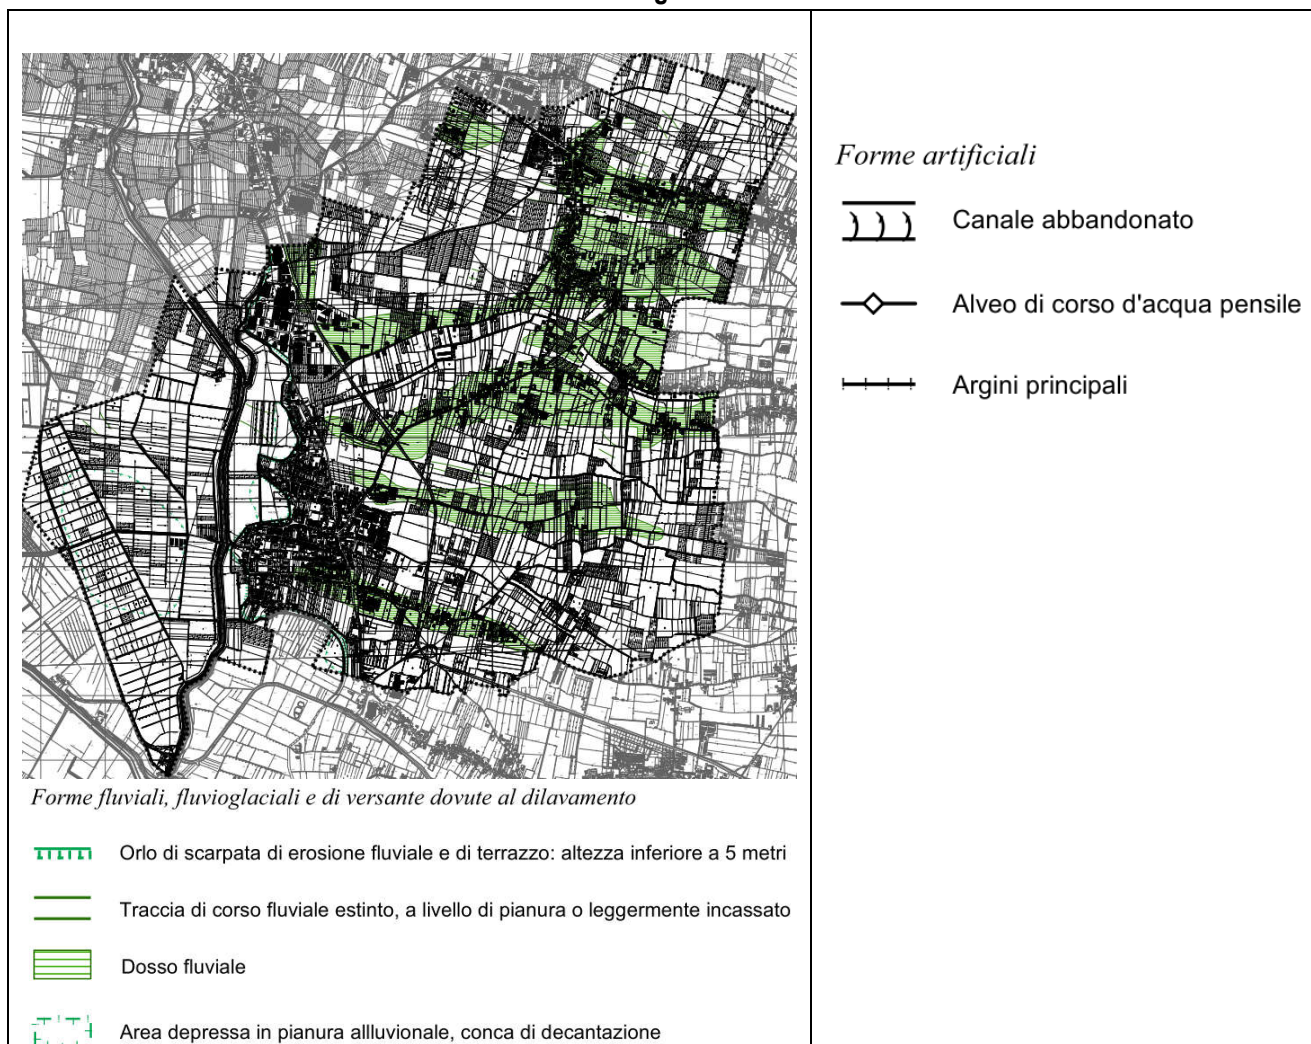 Forme fluviali, fluvioglaciali e di versante dovute al dilavamento
Orlo di scarpata di erosione fluviale e di terrazzo: altezza inferiore a 5 metri
Traccia di corso fluviale estinto, a livello di pianura o leggermente incassato
Dosso fluviale
Area depressa in pianura allluvionale, conca di decantazione
Forme artificiali
Canale abbandonato
Alveo di corso d'acqua pensile
Argini principali